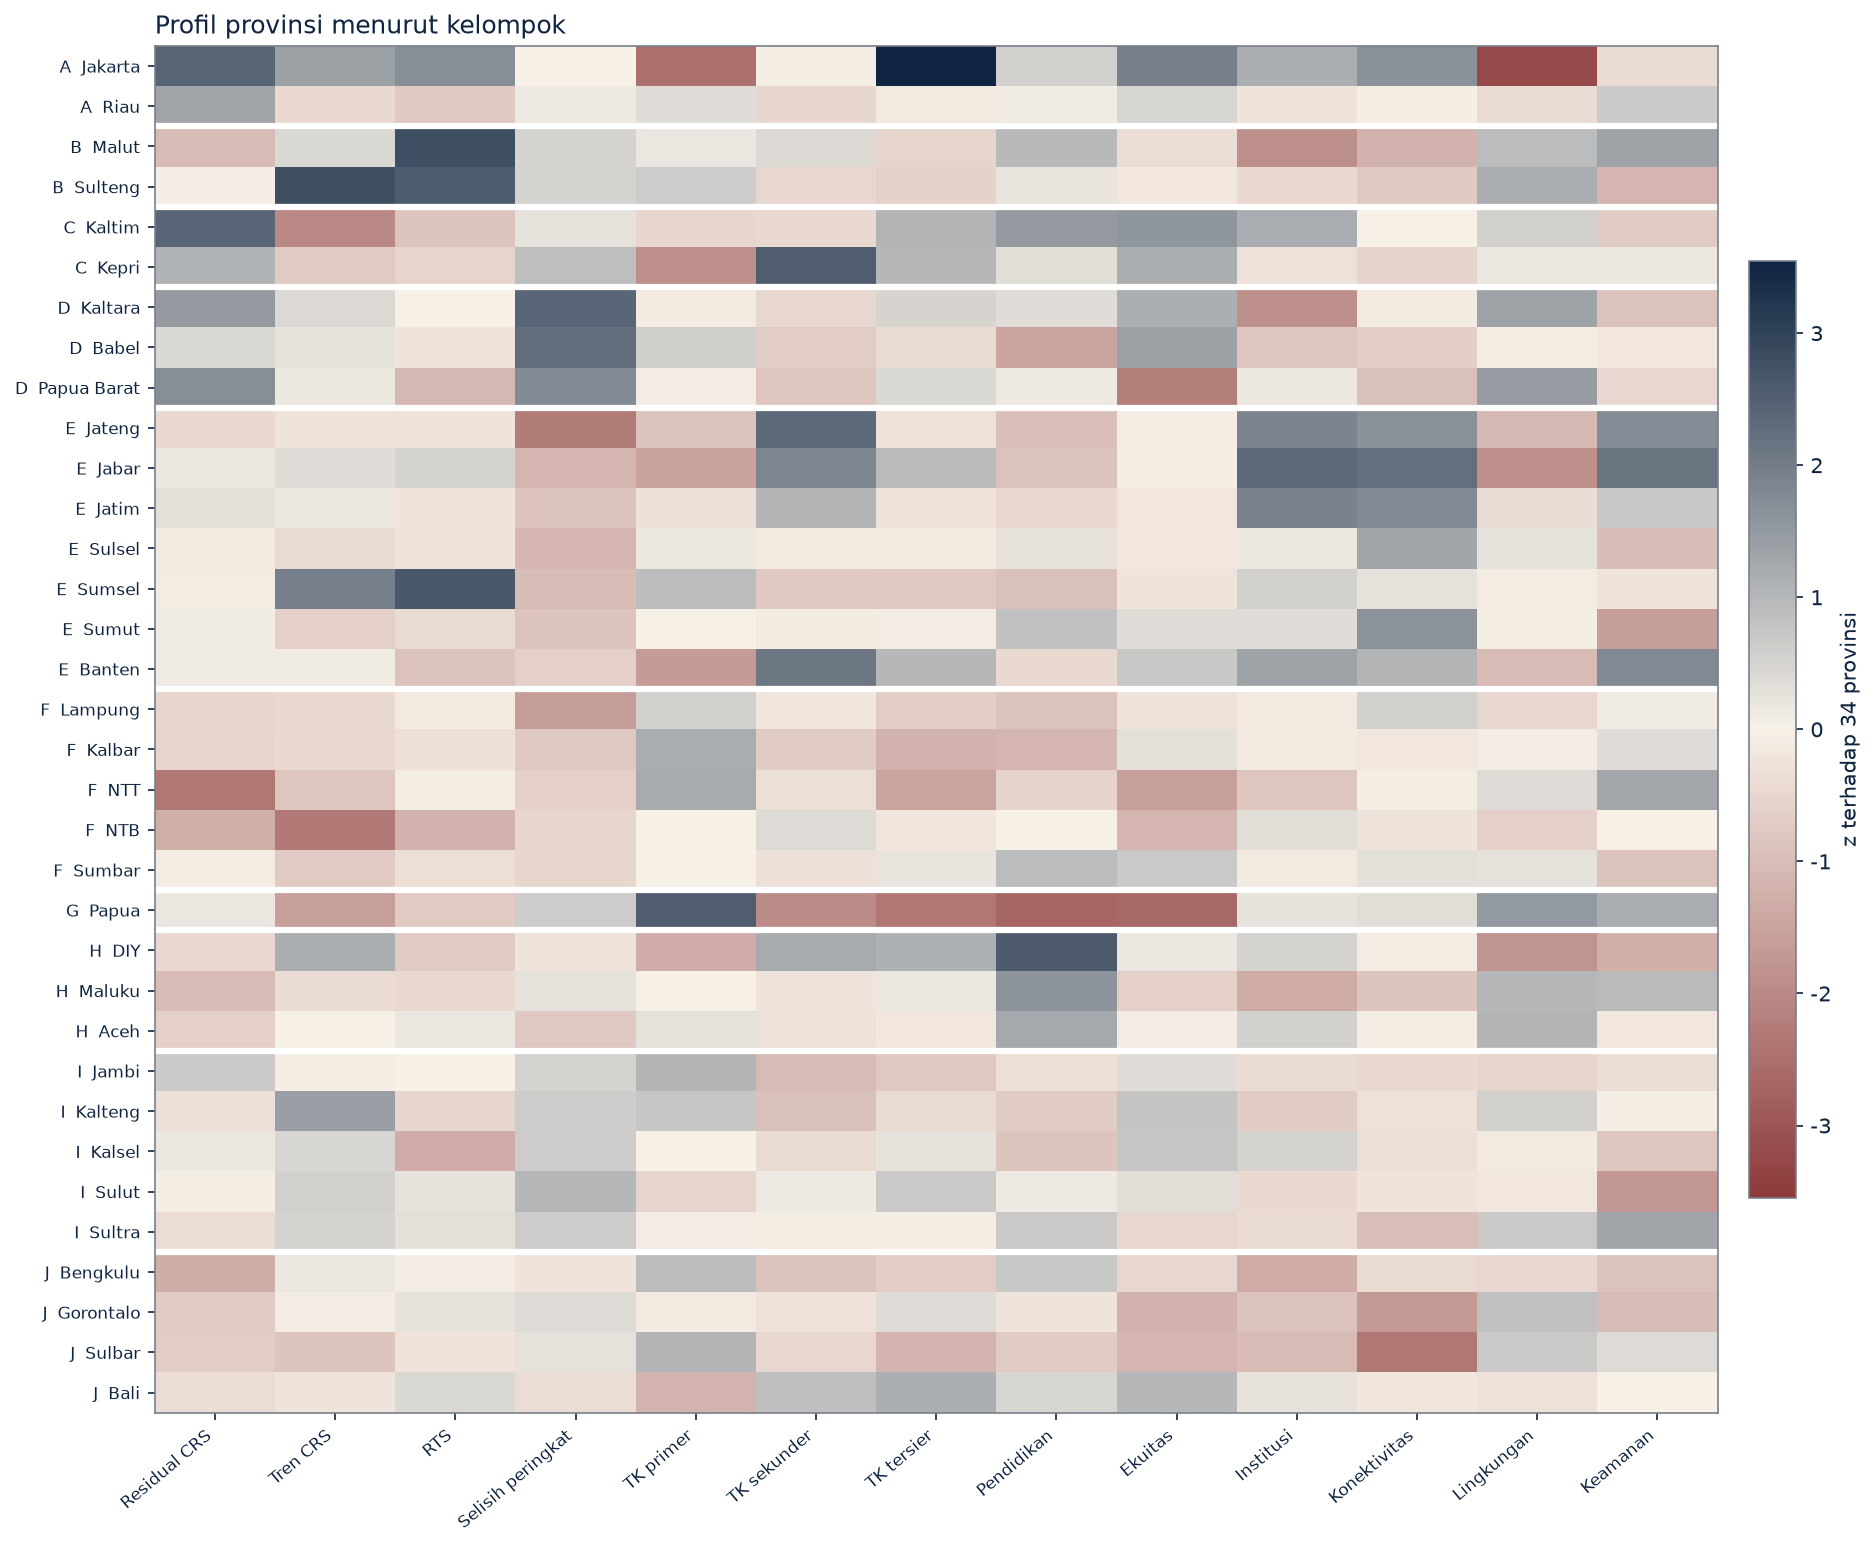 Profil provinsi menurut kelompok
A Jakarta
A Riau
B Malut
B Sulteng
C Kaltim
C Kepri
D Kaltara
D Babel
D Papua Barat
E Jateng
E Jabar
E Jatim
E Sulsel
E Sumsel
E Sumut
E Banten
F Lampung
F Kalbar
F NTT
F NTB
F Sumbar
G Papua
H DIY
H Maluku
H Aceh
I Jambi
I Kalteng
I Kalsel
I Sulut
I Sultra
J Bengkulu
J Gorontalo
J Sulbar
J Bali
Residual CRS
Tren CRS
RTS
Selisih peringkat
TK primer
TK sekunder
TK tersier
Pendidikan
Ekuitas
Institusi
Konektivitas
Lingkungan
Keamanan
3
2
1
0
-1
-2
-3
z terhadap 34 provinsi